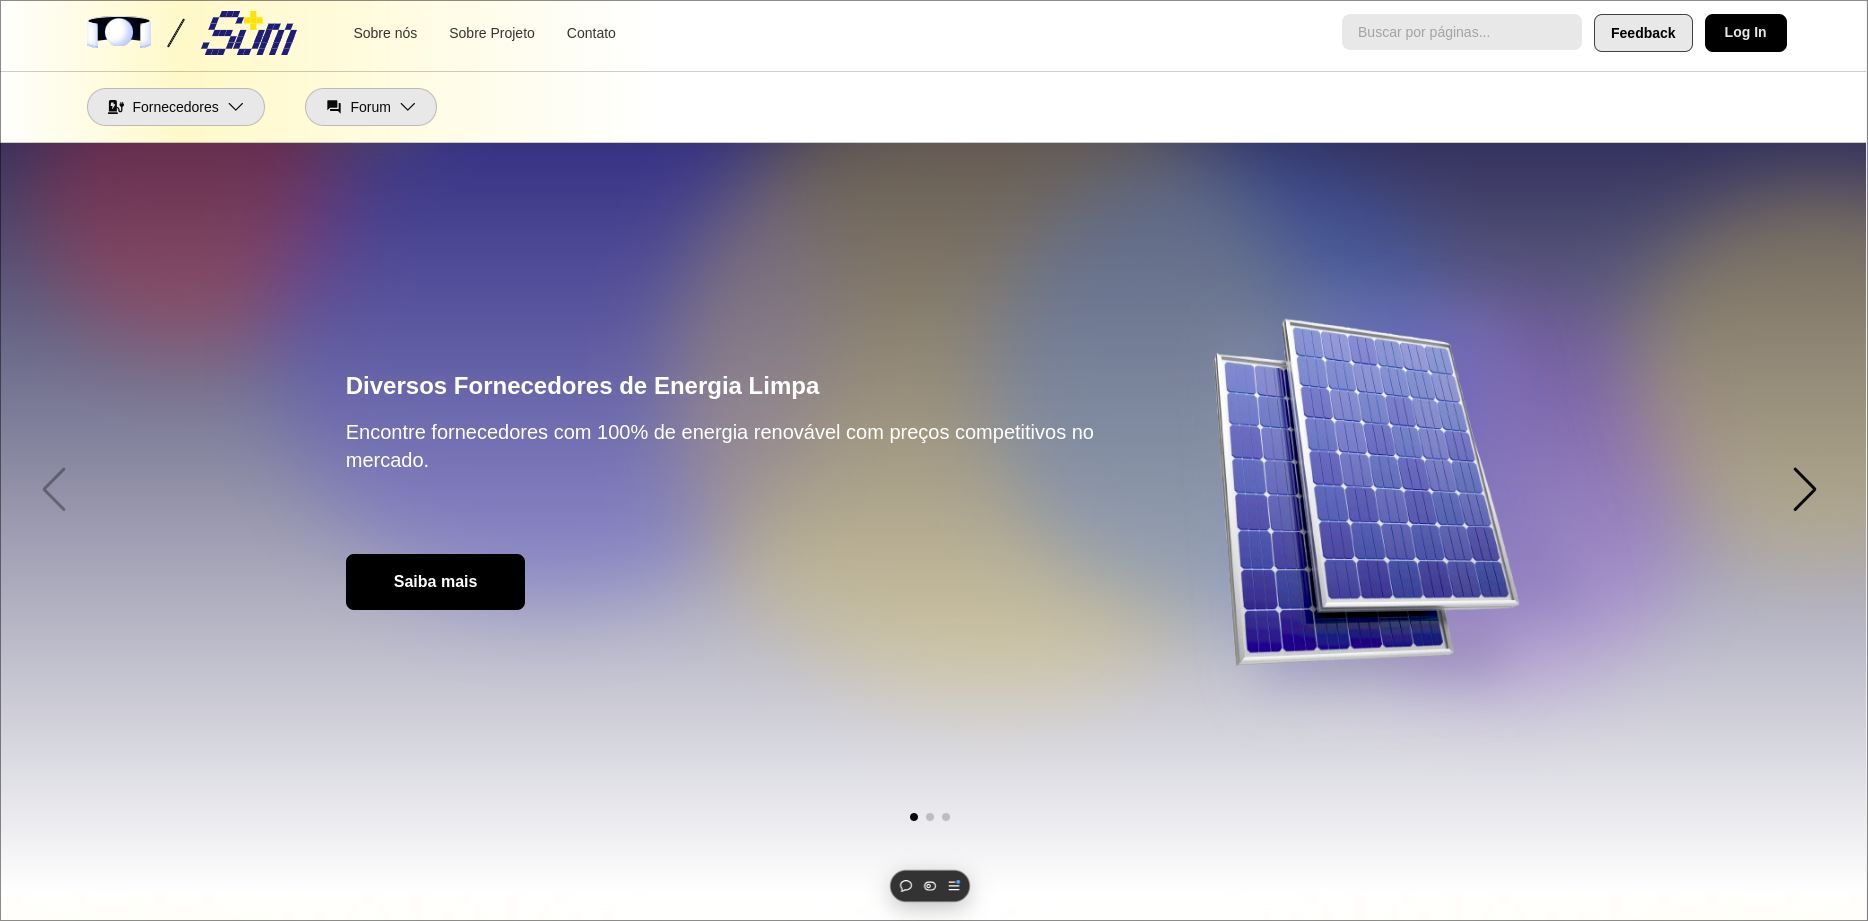 Sum
Sobre nós
Sobre Projeto
Contato
Buscar por páginas...
Feedback
Log In
Fornecedores
Forum
Diversos Fornecedores de Energia Limpa
Encontre fornecedores com 100% de energia renovável com preços competitivos no
mercado.
Saiba mais